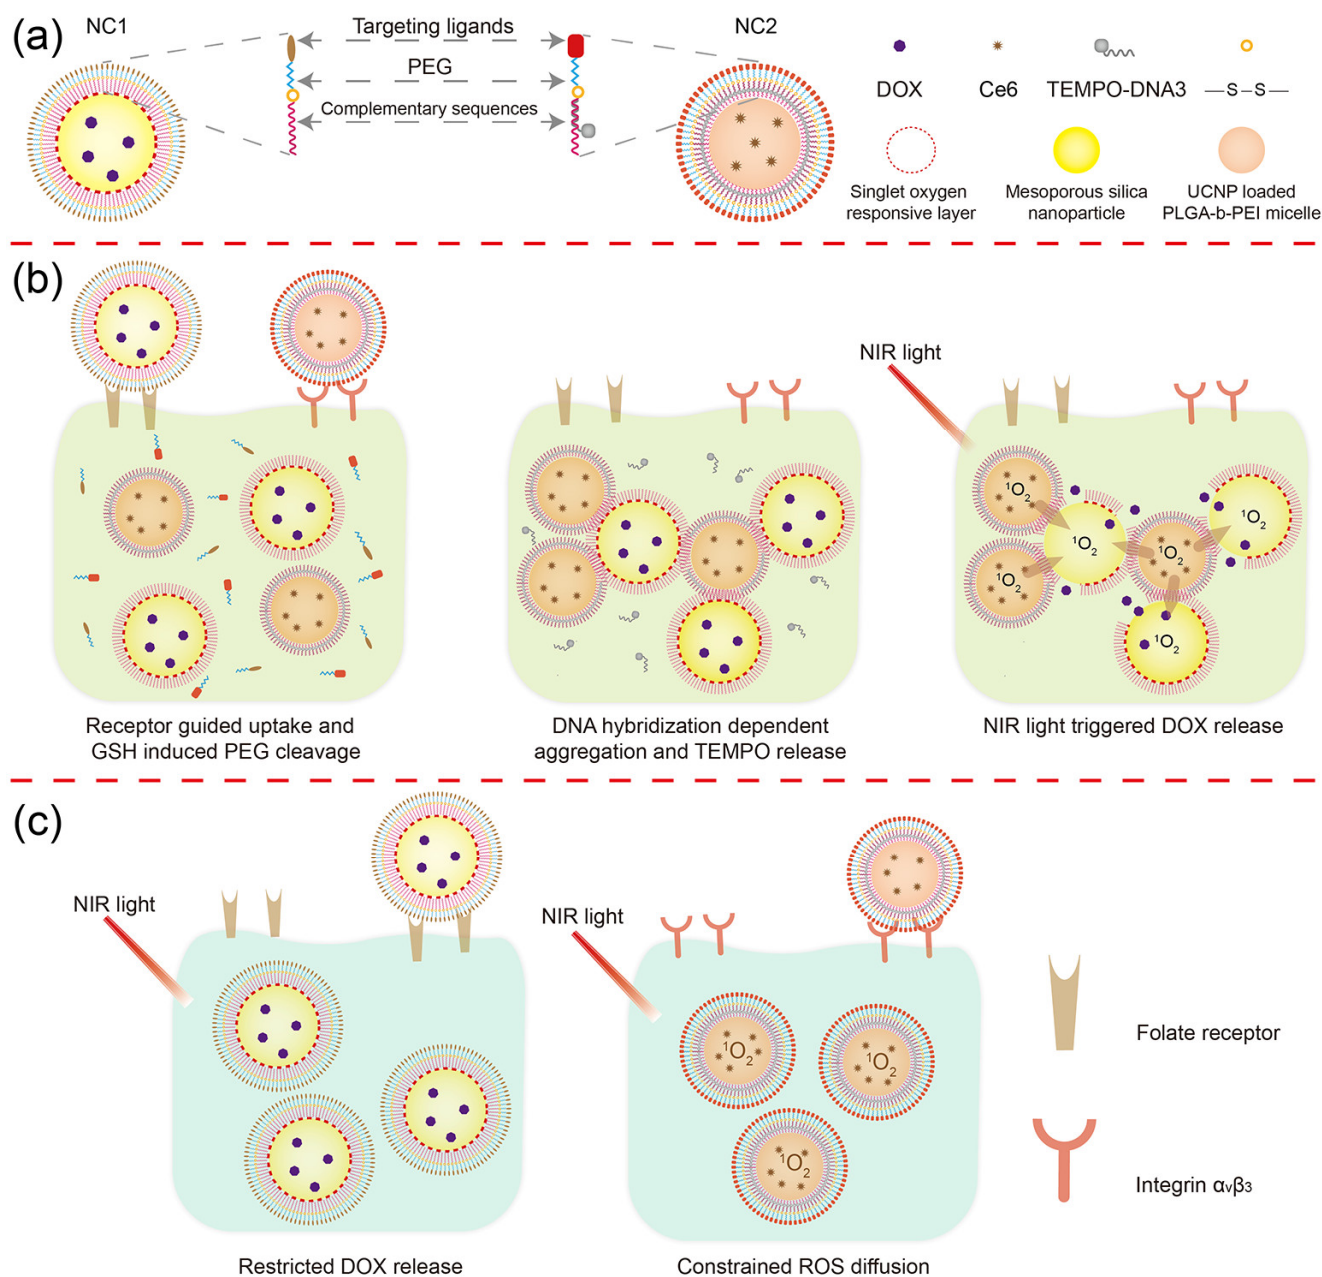 (a)
NC1
Targeting ligands
PEG
Complementary sequences
NC2
DOX
Ce6
TEMPO-DNA3
—S–S—
Singlet oxygen
responsive layer
Mesoporous silica
nanoparticle
UCNP loaded
PLGA-b-PEI micelle
(b)
NIR light
¹O₂
¹O₂
¹O₂
¹O₂
¹O₂
¹O₂
Receptor guided uptake and
GSH induced PEG cleavage
DNA hybridization dependent
aggregation and TEMPO release
NIR light triggered DOX release
(c)
NIR light
NIR light
¹O₂
¹O₂
¹O₂
Folate receptor
Integrin αᵥβ₃
Restricted DOX release
Constrained ROS diffusion